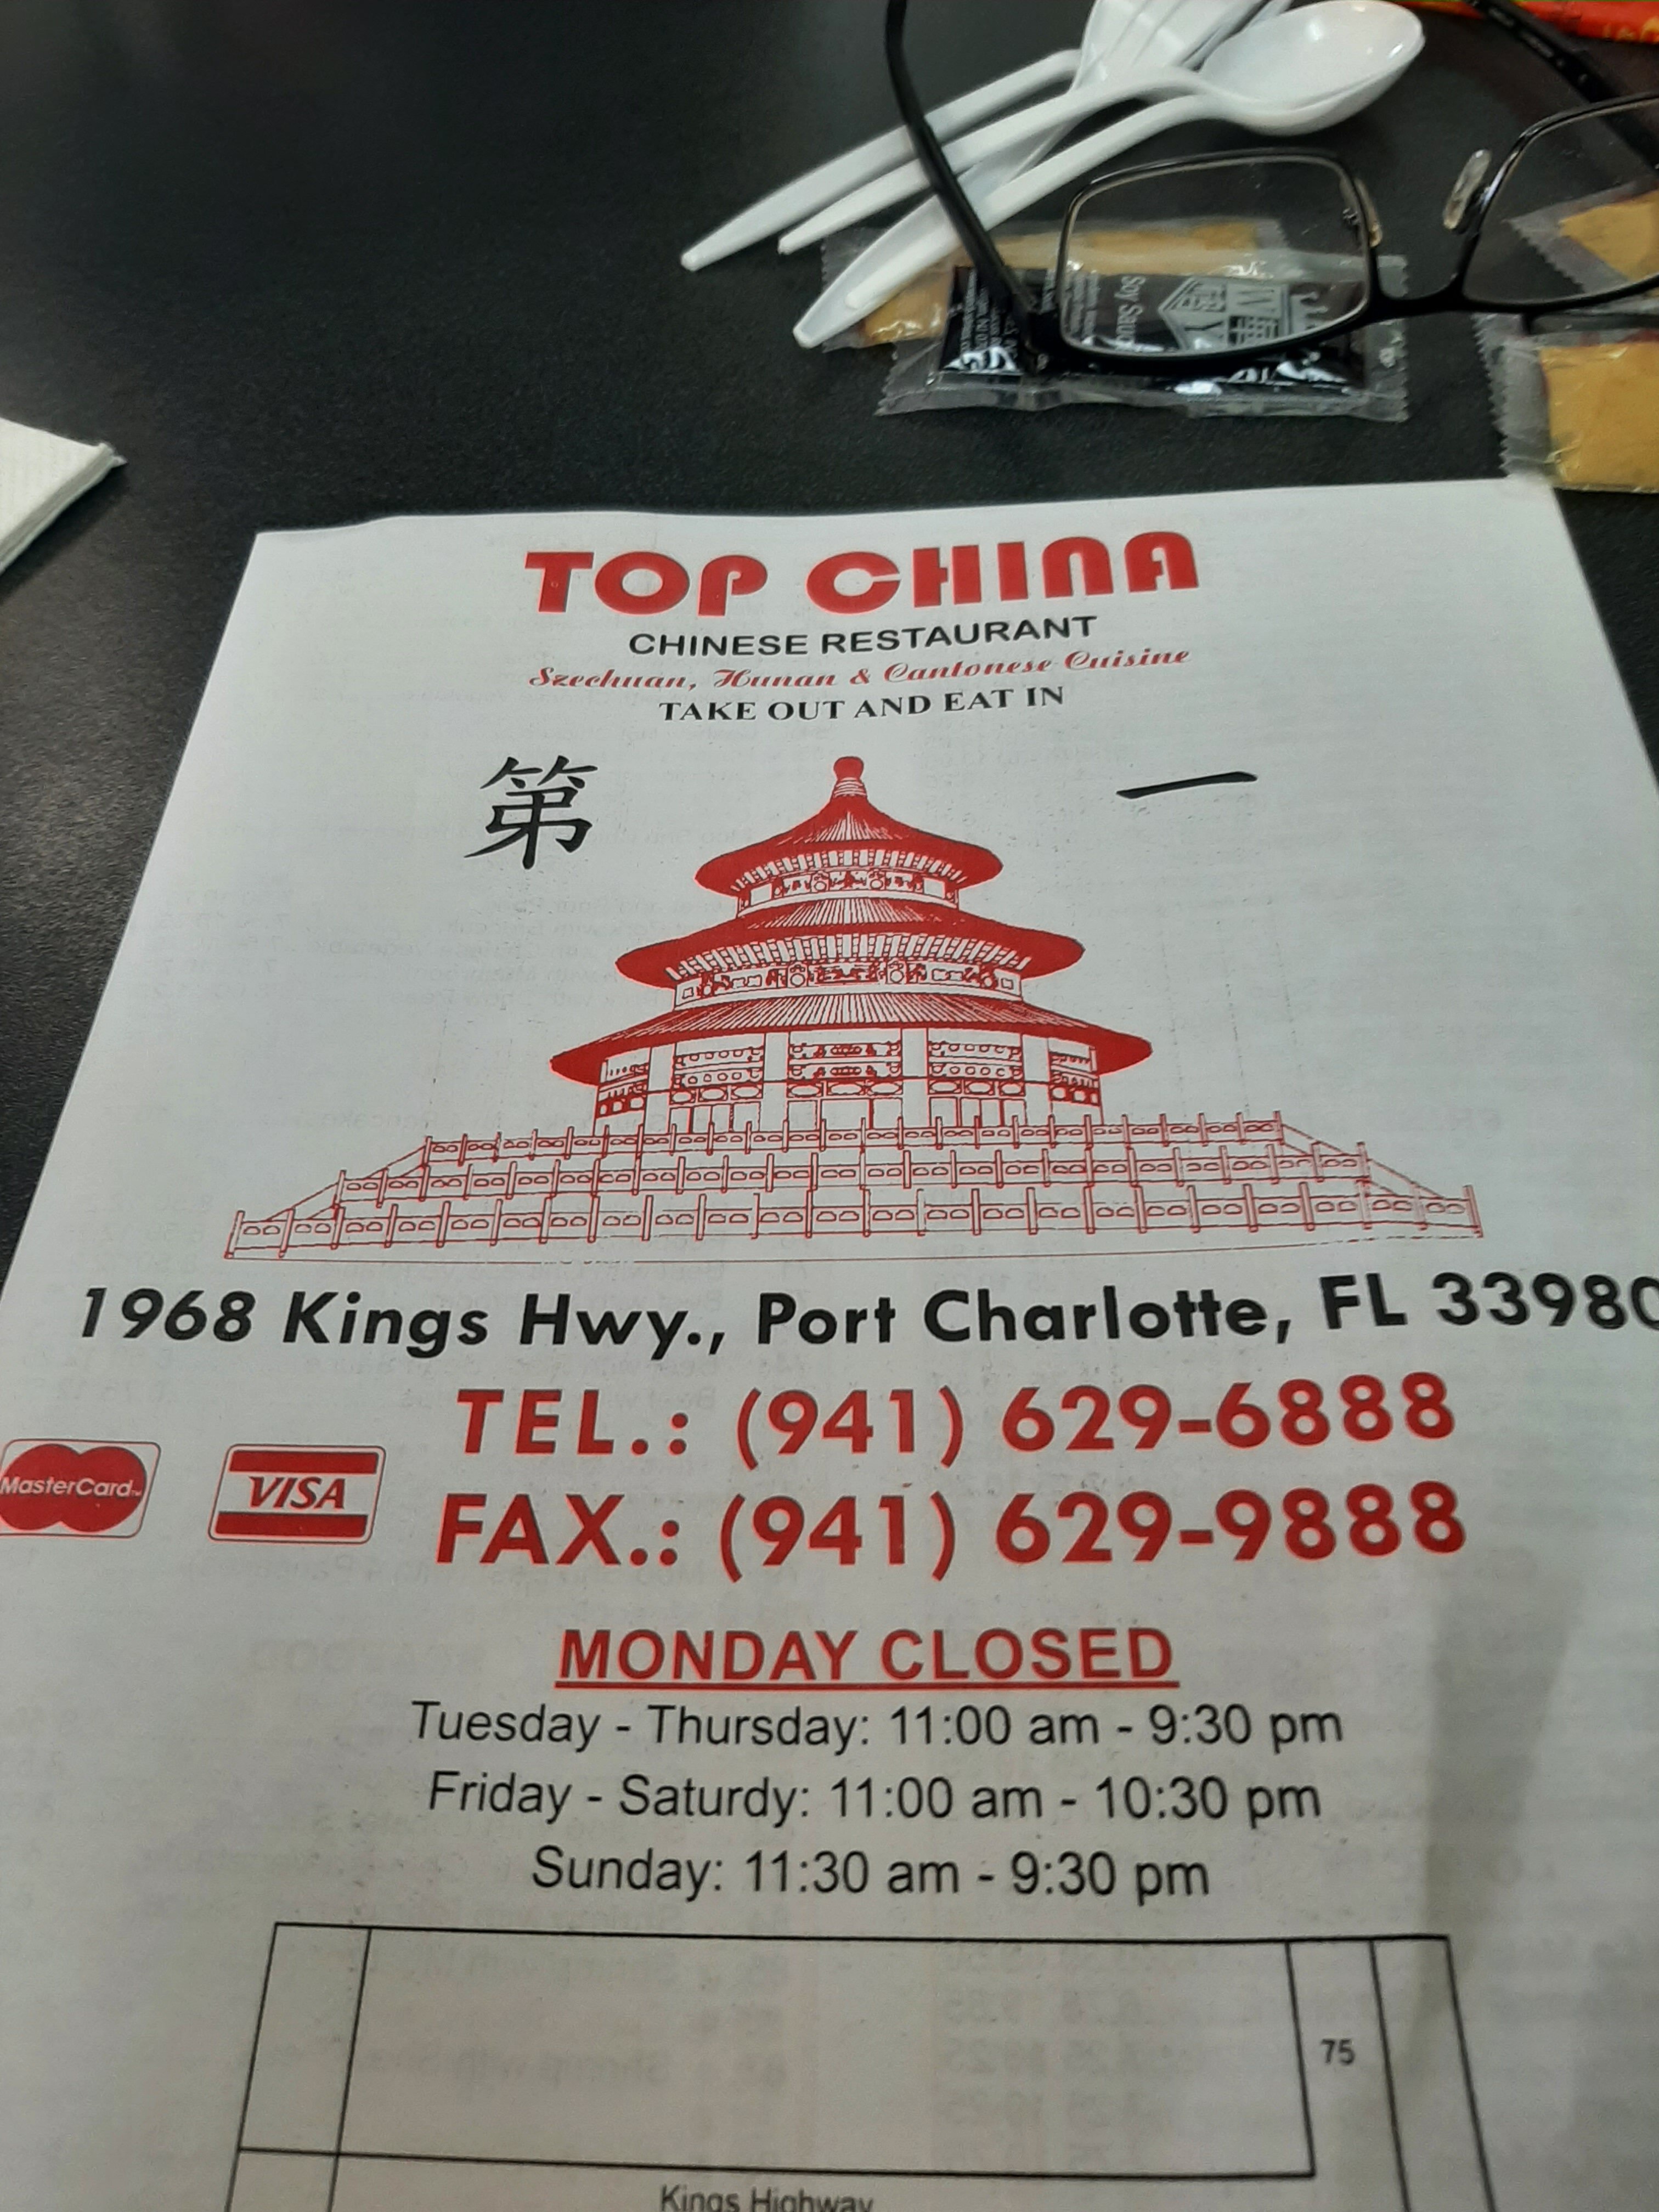 Soy Sauce
W
Y
TOP CHINA
CHINESE RESTAURANT
Szechuan, Hunan & Cantonese Cuisine
TAKE OUT AND EAT IN
第 一
1968 Kings Hwy., Port Charlotte, FL 33980
TEL.: (941) 629-6888
MasterCard
VISA
FAX.: (941) 629-9888
MONDAY CLOSED
Tuesday - Thursday: 11:00 am - 9:30 pm
Friday - Saturdy: 11:00 am - 10:30 pm
Sunday: 11:30 am - 9:30 pm
75
Kings Highway